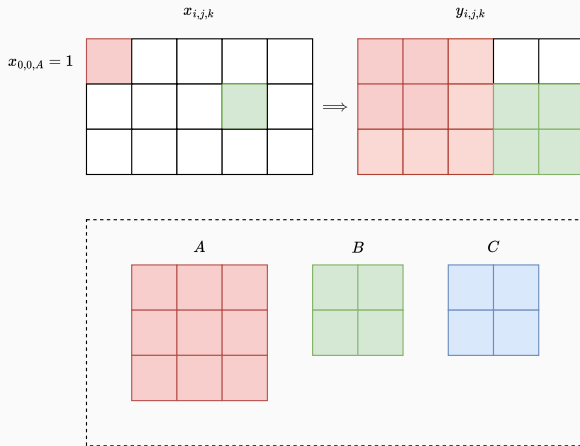 x_{i,j,k} y_{i,j,k}
x_{0,0,A} = 1
⟹
A B C